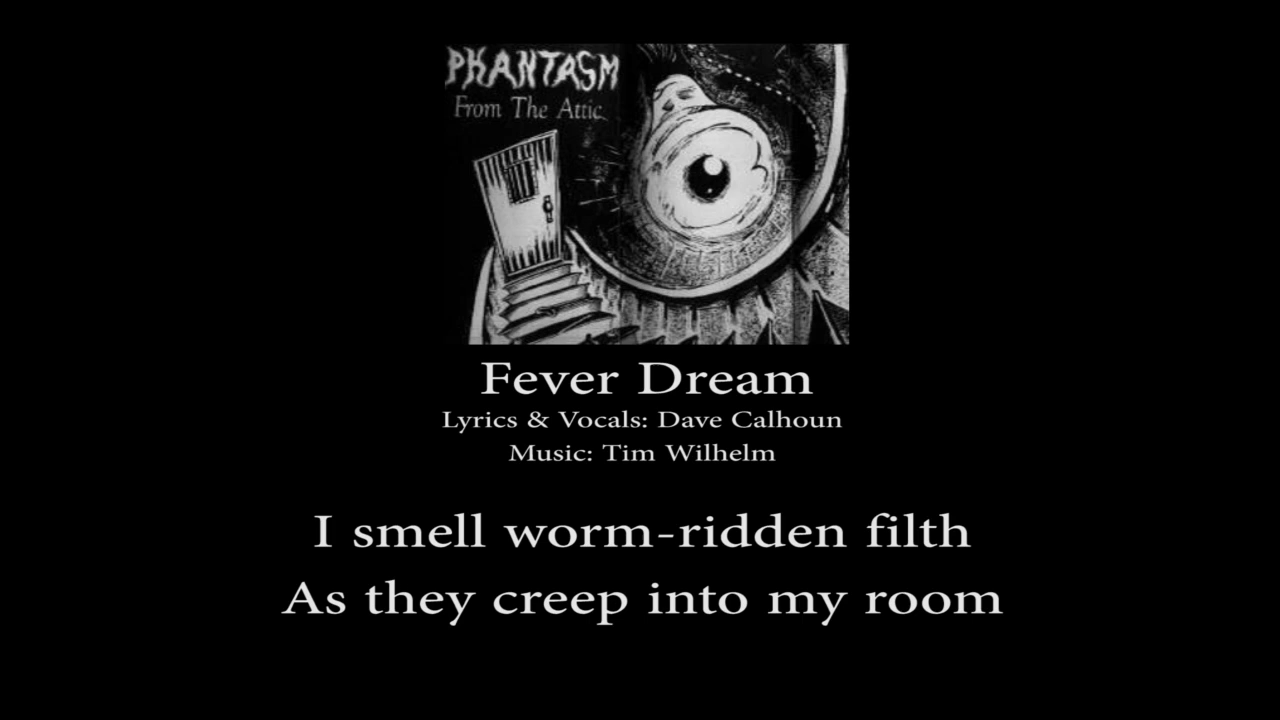 PHANTASM
From The Attic
Fever Dream
Lyrics & Vocals: Dave Calhoun
Music: Tim Wilhelm
I smell worm-ridden filth
As they creep into my room